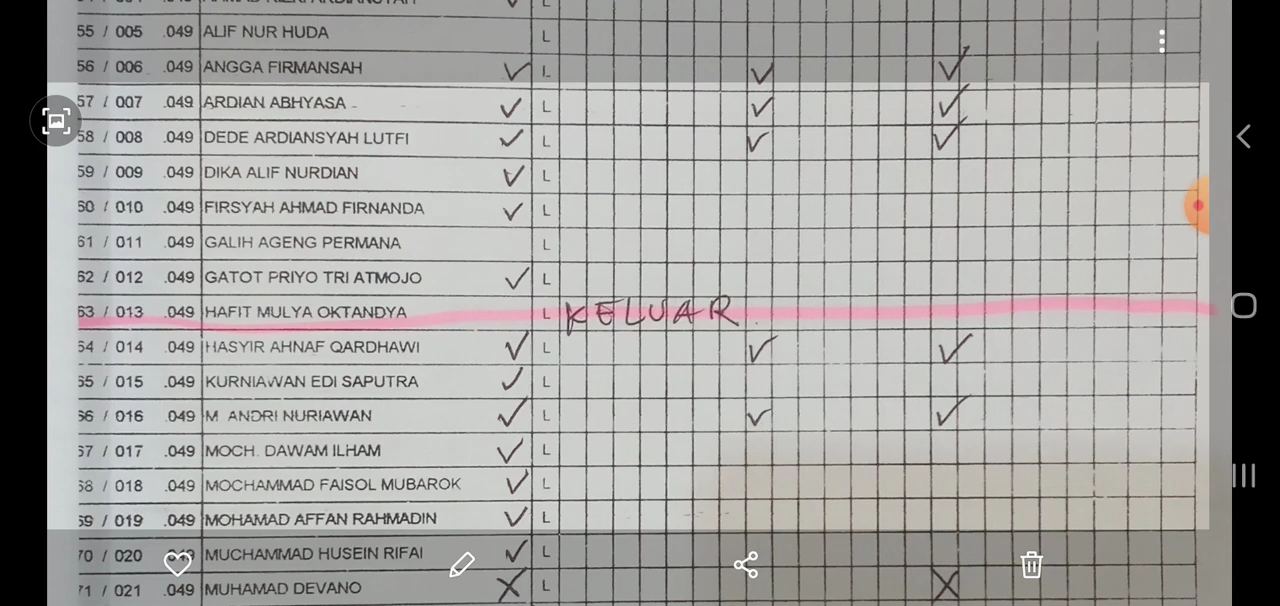 55 / 005 .049 ALIF NUR HUDA L
56 / 006 .049 ANGGA FIRMANSAH ✓ L ✓ ✓
57 / 007 .049 ARDIAN ABHYASA ✓ L ✓ ✓
58 / 008 .049 DEDE ARDIANSYAH LUTFI ✓ L ✓ ✓
59 / 009 .049 DIKA ALIF NURDIAN ✓ L
60 / 010 .049 FIRSYAH AHMAD FIRNANDA ✓ L
61 / 011 .049 GALIH AGENG PERMANA L
62 / 012 .049 GATOT PRIYO TRI ATMOJO ✓ L
63 / 013 .049 HAFIT MULYA OKTANDYA L KELUAR
64 / 014 .049 HASYIR AHNAF QARDHAWI ✓ L ✓ ✓
65 / 015 .049 KURNIAWAN EDI SAPUTRA ✓ L
66 / 016 .049 M. ANDRI NURIAWAN ✓ L ✓ ✓
67 / 017 .049 MOCH. DAWAM ILHAM ✓ L
68 / 018 .049 MOCHAMMAD FAISOL MUBAROK ✓ L
69 / 019 .049 MOHAMAD AFFAN RAHMADIN ✓ L
70 / 020 .049 MUCHAMMAD HUSEIN RIFAI ✓ L
71 / 021 .049 MUHAMAD DEVANO X L X